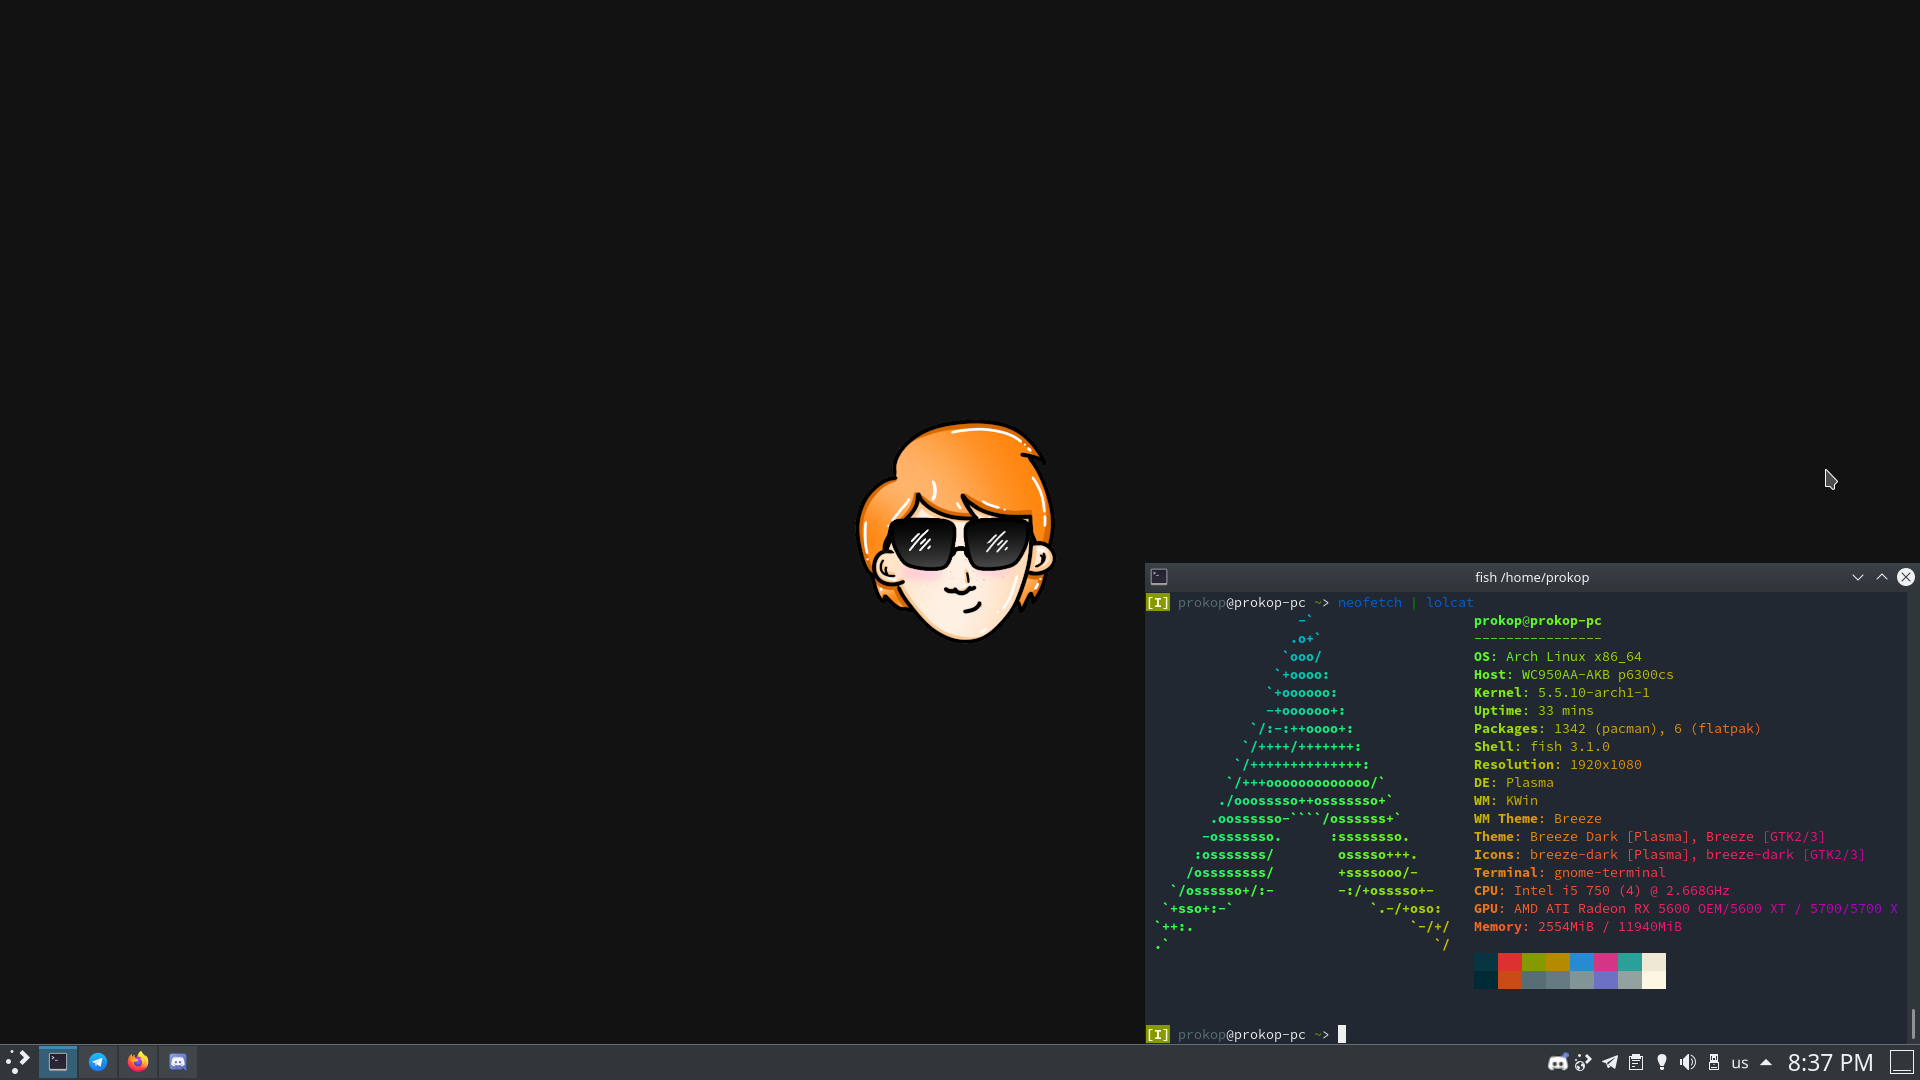 fish /home/prokop
[I] prokop@prokop-pc ~> neofetch | lolcat
-`
.o+`
`ooo/
`+oooo:
`+oooooo:
-+oooooo+:
`/:-:++oooo+:
`/++++/+++++++:
`/++++++++++++++:
`/+++ooooooooooooo/`
./ooosssso++osssssso+`
.oossssso-````/ossssss+`
-osssssso.      :ssssssso.
:osssssss/        osssso+++.
/ossssssss/        +ssssooo/-
`/ossssso+/:-        -:/+osssso+-
`+sso+:-`                 `.-/+oso:
`++:.                           `-/+/
.`                                 `/
prokop@prokop-pc
----------------
OS: Arch Linux x86_64
Host: WC950AA-AKB p6300cs
Kernel: 5.5.10-arch1-1
Uptime: 33 mins
Packages: 1342 (pacman), 6 (flatpak)
Shell: fish 3.1.0
Resolution: 1920x1080
DE: Plasma
WM: KWin
WM Theme: Breeze
Theme: Breeze Dark [Plasma], Breeze [GTK2/3]
Icons: breeze-dark [Plasma], breeze-dark [GTK2/3]
Terminal: gnome-terminal
CPU: Intel i5 750 (4) @ 2.668GHz
GPU: AMD ATI Radeon RX 5600 OEM/5600 XT / 5700/5700 X
Memory: 2554MiB / 11940MiB
[I] prokop@prokop-pc ~>
us
8:37 PM